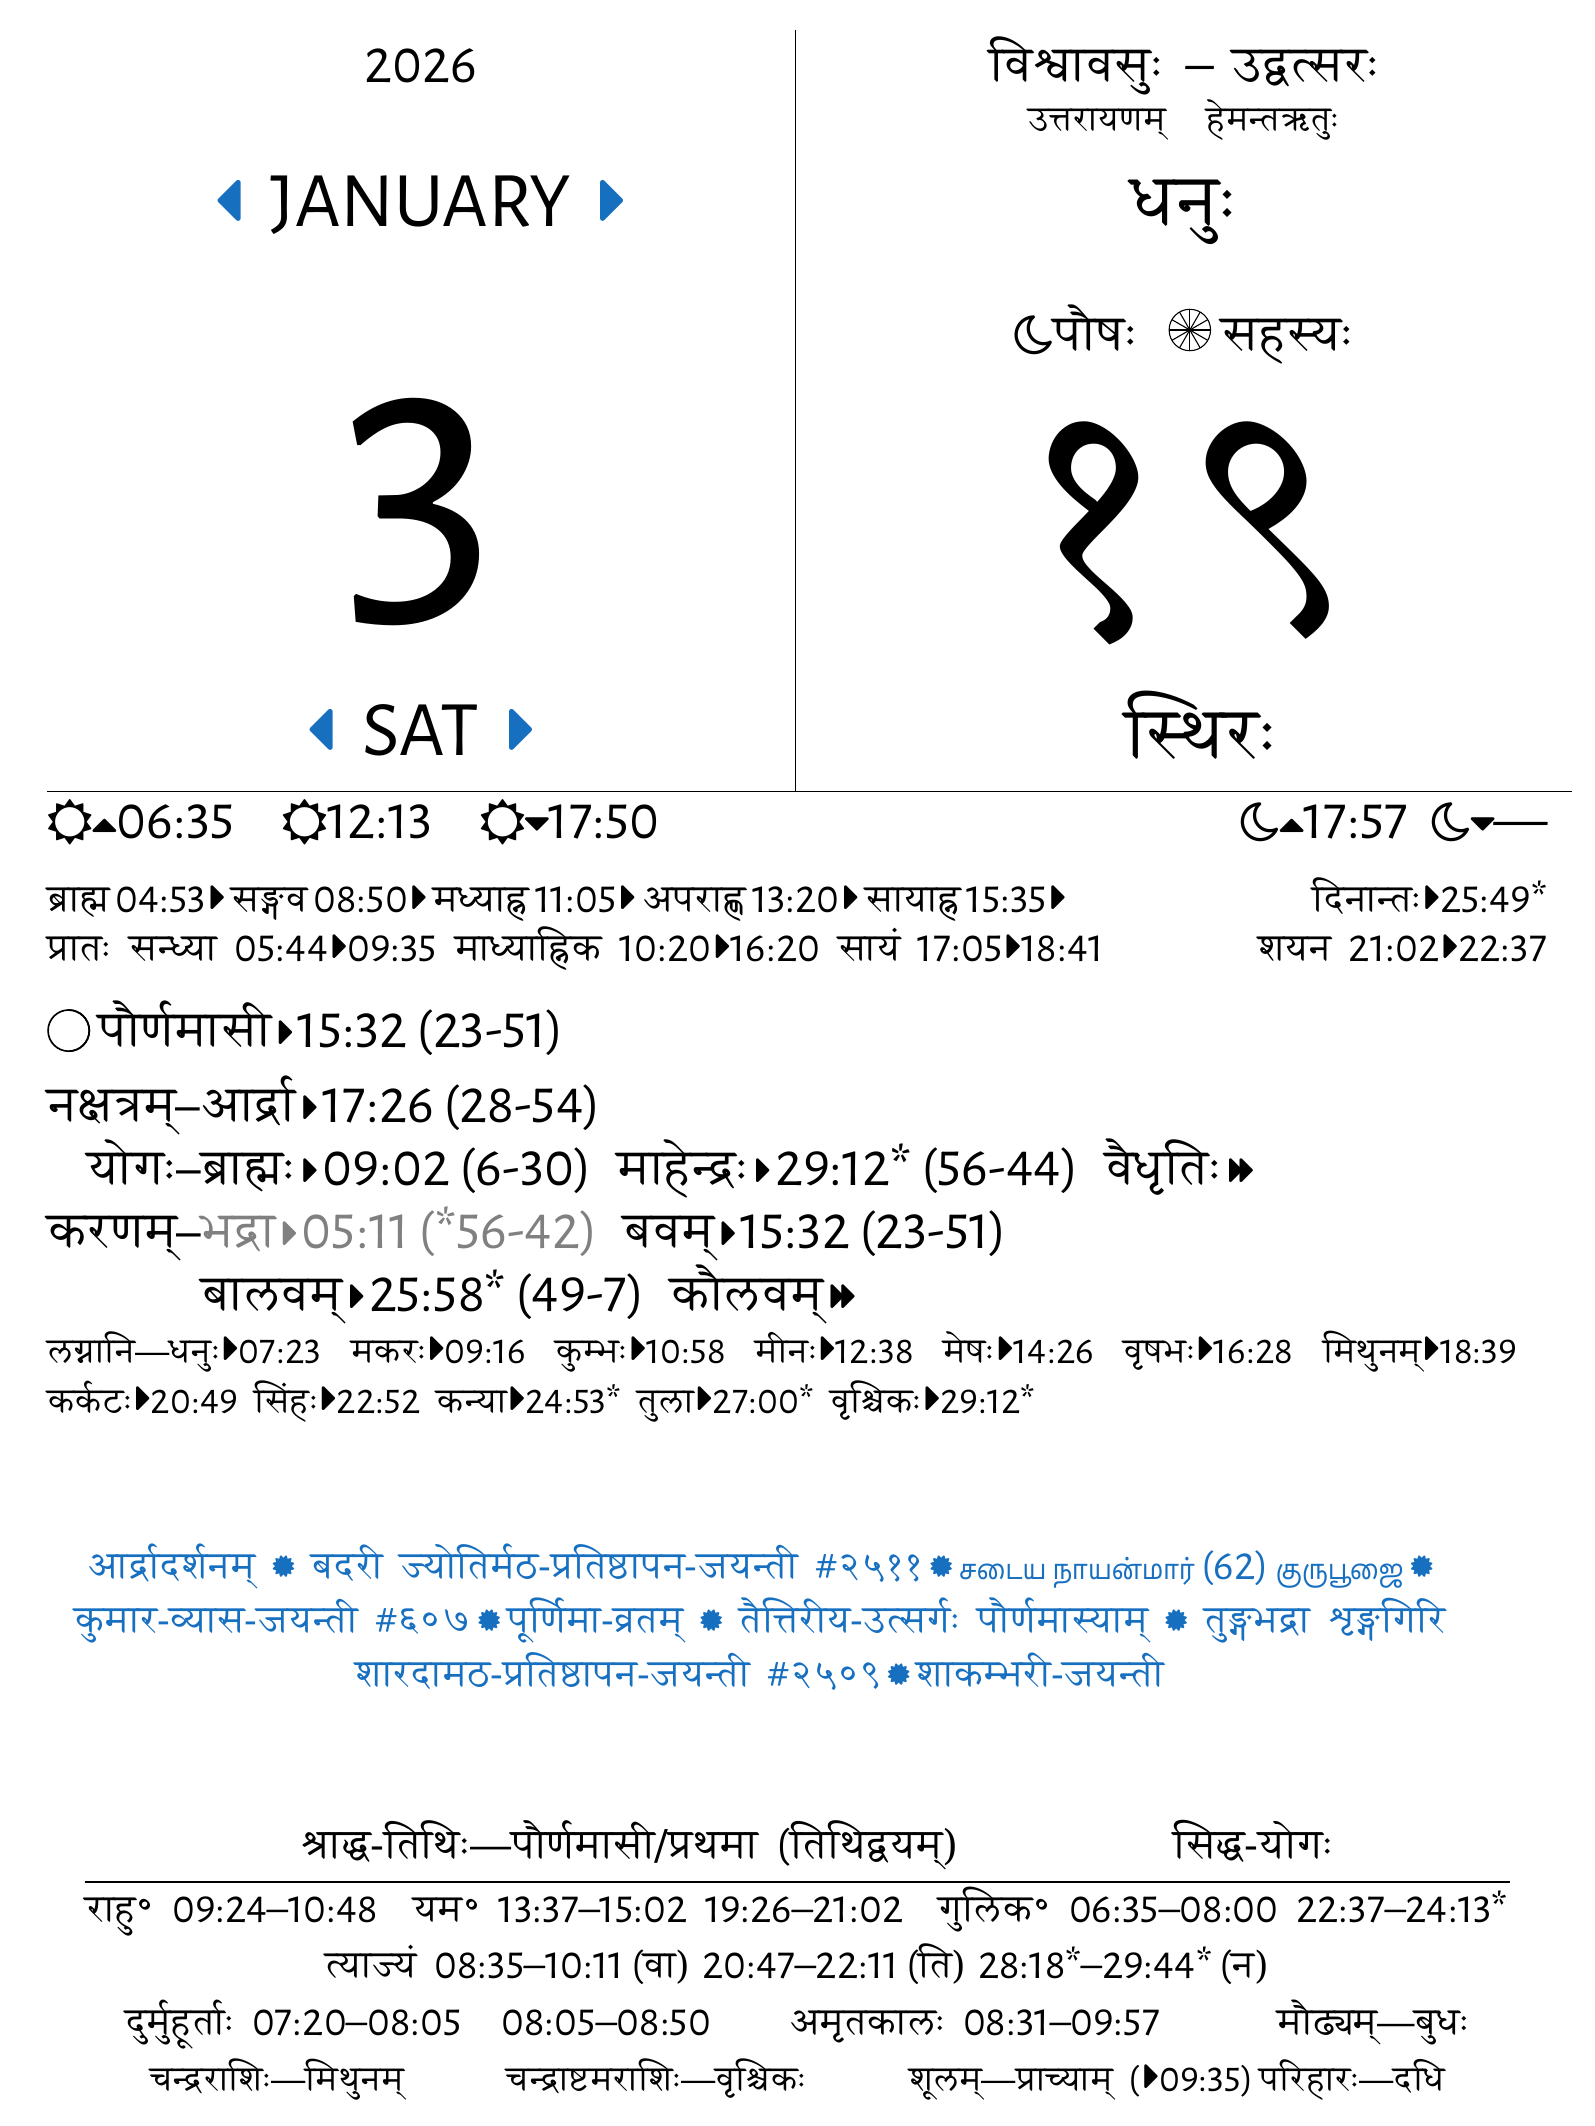 2026
JANUARY
3
SAT
विश्वावसुः – उद्वत्सरः
उत्तरायणम् हेमन्तऋतुः
धनुः
पौषः सहस्यः
१९
स्थिरः
06:35 12:13 17:50 17:57 —
ब्राह्म 04:53 सङ्गव 08:50 मध्याह्न 11:05 अपराह्ण 13:20 सायाह्न 15:35 दिनान्तः 25:49*
प्रातः सन्ध्या 05:44 09:35 माध्याह्निक 10:20 16:20 सायं 17:05 18:41 शयन 21:02 22:37
पौर्णमासी 15:32 (23-51)
नक्षत्रम्–आर्द्रा 17:26 (28-54)
योगः–ब्राह्मः 09:02 (6-30) माहेन्द्रः 29:12* (56-44) वैधृतिः
करणम्–भद्रा 05:11 (*56-42) बवम् 15:32 (23-51)
बालवम् 25:58* (49-7) कौलवम्
लग्नानि—धनुः 07:23 मकरः 09:16 कुम्भः 10:58 मीनः 12:38 मेषः 14:26 वृषभः 16:28 मिथुनम् 18:39
कर्कटः 20:49 सिंहः 22:52 कन्या 24:53* तुला 27:00* वृश्चिकः 29:12*
आर्द्रादर्शनम् ✹ बदरी ज्योतिर्मठ-प्रतिष्ठापन-जयन्ती #२५११ ✹ சடைய நாயன்மார் (62) குருபூஜை ✹
कुमार-व्यास-जयन्ती #६०७ ✹ पूर्णिमा-व्रतम् ✹ तैत्तिरीय-उत्सर्गः पौर्णमास्याम् ✹ तुङ्गभद्रा शृङ्गगिरि
शारदामठ-प्रतिष्ठापन-जयन्ती #२५०९ ✹ शाकम्भरी-जयन्ती
श्राद्ध-तिथिः—पौर्णमासी/प्रथमा (तिथिद्वयम्) सिद्ध-योगः
राहु॰ 09:24–10:48 यम॰ 13:37–15:02 19:26–21:02 गुलिक॰ 06:35–08:00 22:37–24:13*
त्याज्यं 08:35–10:11 (वा) 20:47–22:11 (ति) 28:18*–29:44* (न)
दुर्मुहूर्ताः 07:20–08:05 08:05–08:50 अमृतकालः 08:31–09:57 मौढ्यम्—बुधः
चन्द्रराशिः—मिथुनम् चन्द्राष्टमराशिः—वृश्चिकः शूलम्—प्राच्याम् (09:35) परिहारः—दधि